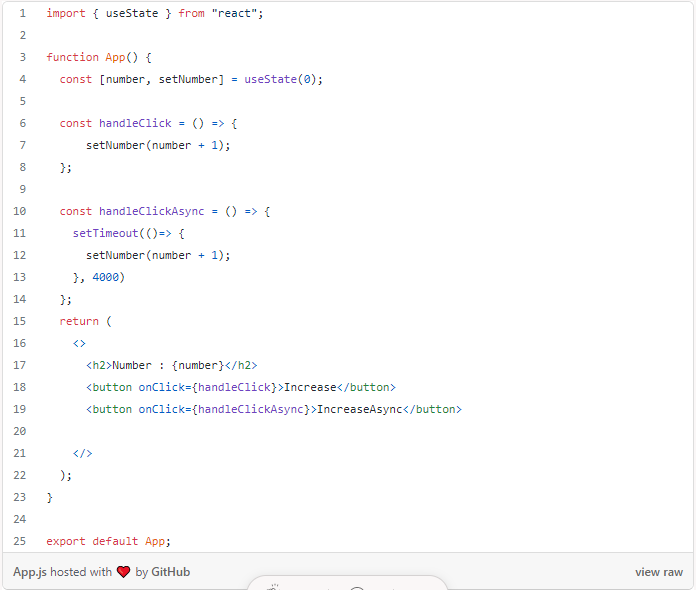 1 import { useState } from "react";
2
3 function App() {
4 const [number, setNumber] = useState(0);
5
6 const handleClick = () => {
7 setNumber(number + 1);
8 };
9
10 const handleClickAsync = () => {
11 setTimeout(()=> {
12 setNumber(number + 1);
13 }, 4000)
14 };
15 return (
16 <>
17 <h2>Number : {number}</h2>
18 <button onClick={handleClick}>Increase</button>
19 <button onClick={handleClickAsync}>IncreaseAsync</button>
20
21 </>
22 );
23 }
24
25 export default App;
App.js hosted with ❤ by GitHub view raw